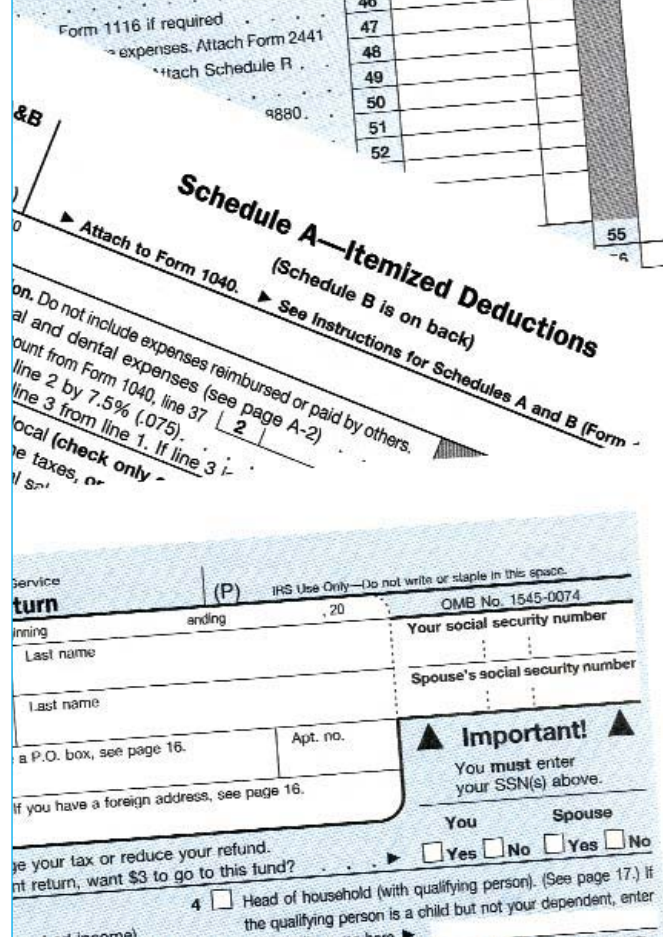 Form 1116 if required
expenses. Attach Form 2441
Attach Schedule R
8880.
46
47
48
49
50
51
52
55
&B
Schedule A—Itemized Deductions
(Schedule B is on back)
▶ Attach to Form 1040. ▶ See Instructions for Schedules A and B (Form
Do not include expenses reimbursed or paid by others.
and dental expenses (see page A-2)
from Form 1040, line 37 2
line 2 by 7.5% (.075).
line 3 from line 1. If line 3
local (check only
taxes, or
Service
(P)
IRS Use Only—Do not write or staple in this space.
ending , 20
OMB No. 1545-0074
Last name
Your social security number
Last name
Spouse's social security number
a P.O. box, see page 16.
Apt. no.
▲ Important! ▲
You must enter
your SSN(s) above.
If you have a foreign address, see page 16.
You Spouse
your tax or reduce your refund.
return, want $3 to go to this fund? . . . ▶ Yes No Yes No
4 Head of household (with qualifying person). (See page 17.) If
the qualifying person is a child but not your dependent, enter